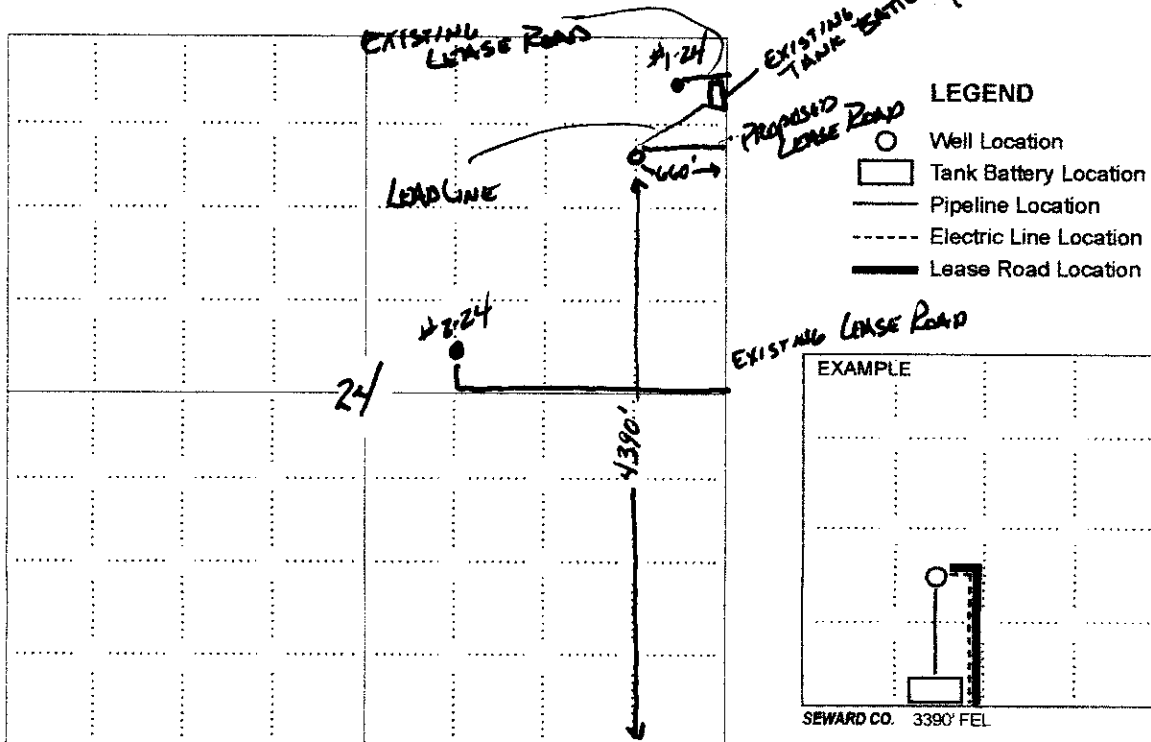 EXISTING
LEASE ROAD
#1-24
EXISTING
TANK BATTERY
PROPOSED
LEASE ROAD
660'
LEADLINE
#2-24
EXISTING LEASE ROAD
24
4390'
LEGEND
Well Location
Tank Battery Location
Pipeline Location
Electric Line Location
Lease Road Location
EXAMPLE
SEWARD CO. 3390' FEL